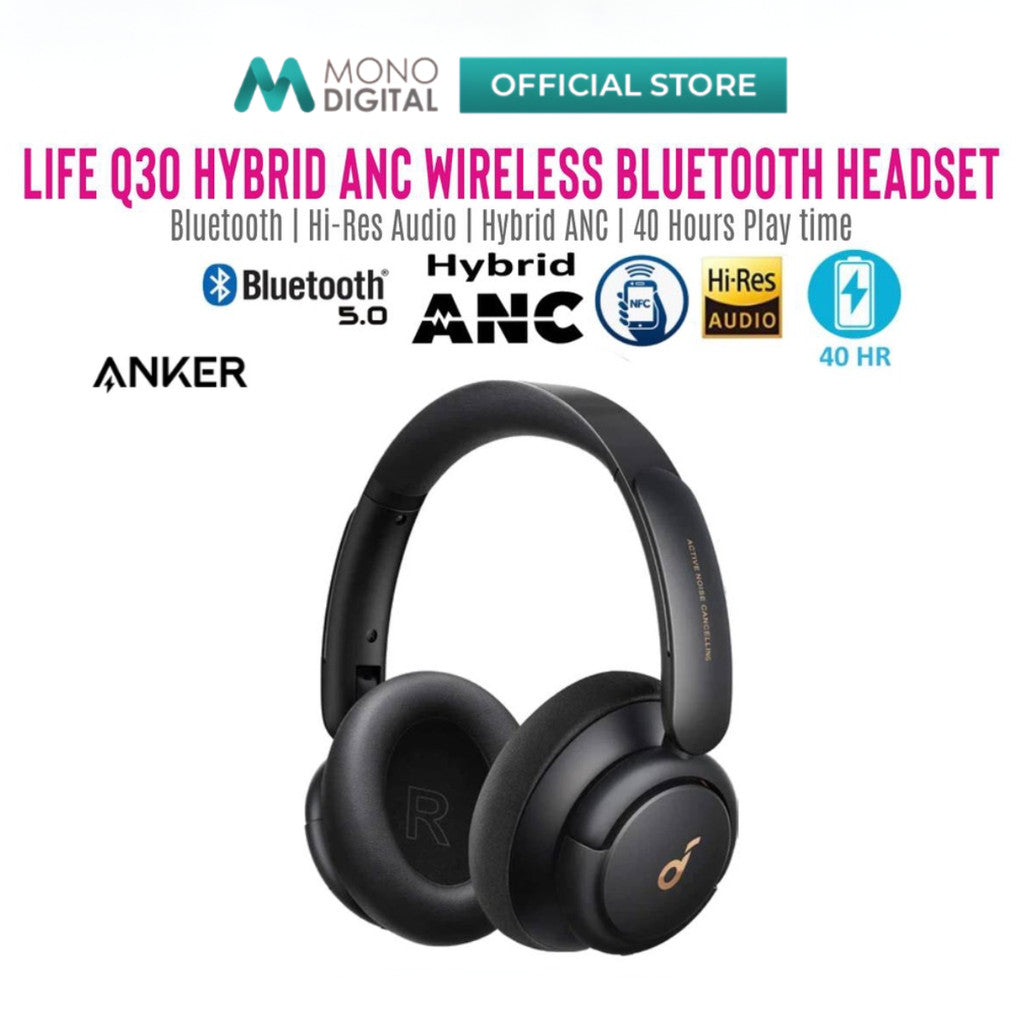 MONO
DIGITAL
OFFICIAL STORE
LIFE Q30 HYBRID ANC WIRELESS BLUETOOTH HEADSET
Bluetooth | Hi-Res Audio | Hybrid ANC | 40 Hours Play time
Bluetooth®
5.0
Hybrid
ANC
NFC
Hi-Res
AUDIO
40 HR
ANKER
ACTIVE NOISE CANCELLING
R